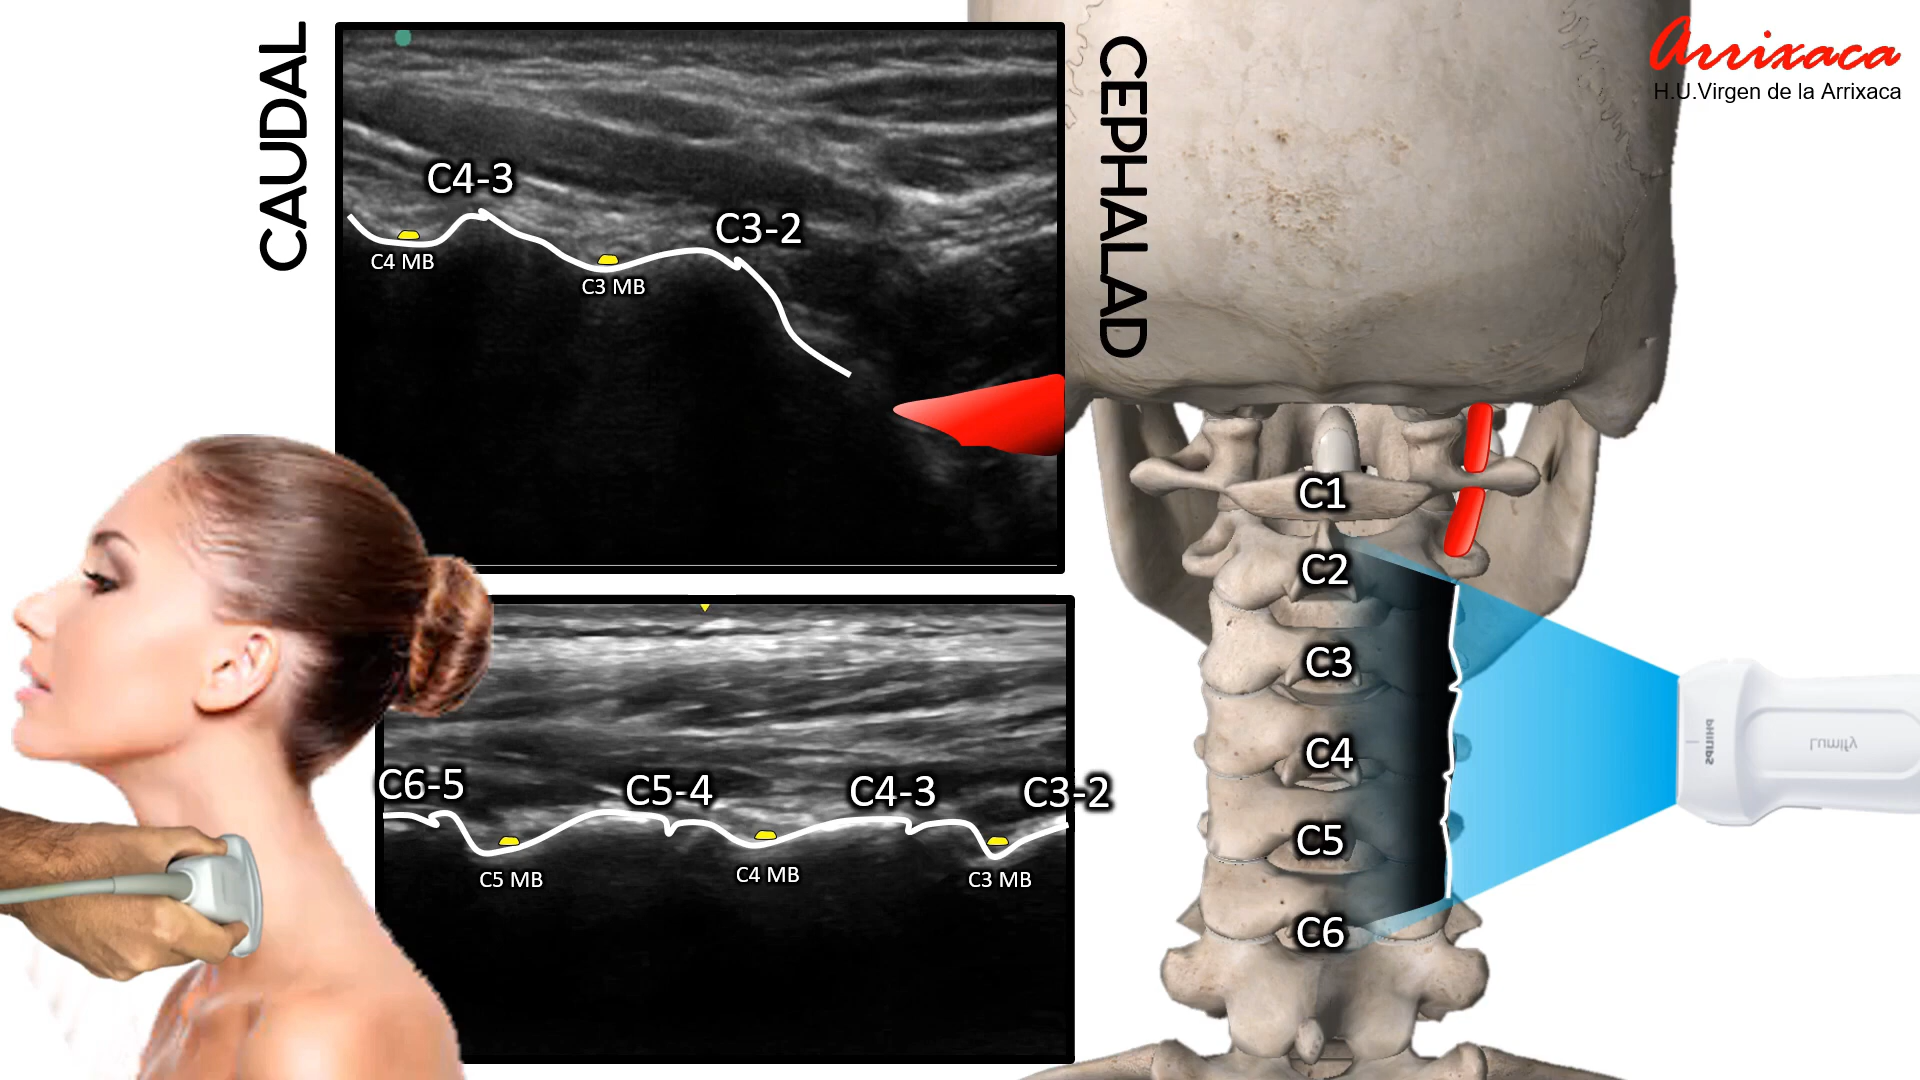 CAUDAL
CEPHALAD
Arrixaca
H.U.Virgen de la Arrixaca
C4-3
C3-2
C4 MB
C3 MB
C1
C2
C3
C4
C5
C6
PHILIPS
Lumify
C6-5
C5-4
C4-3
C3-2
C5 MB
C4 MB
C3 MB